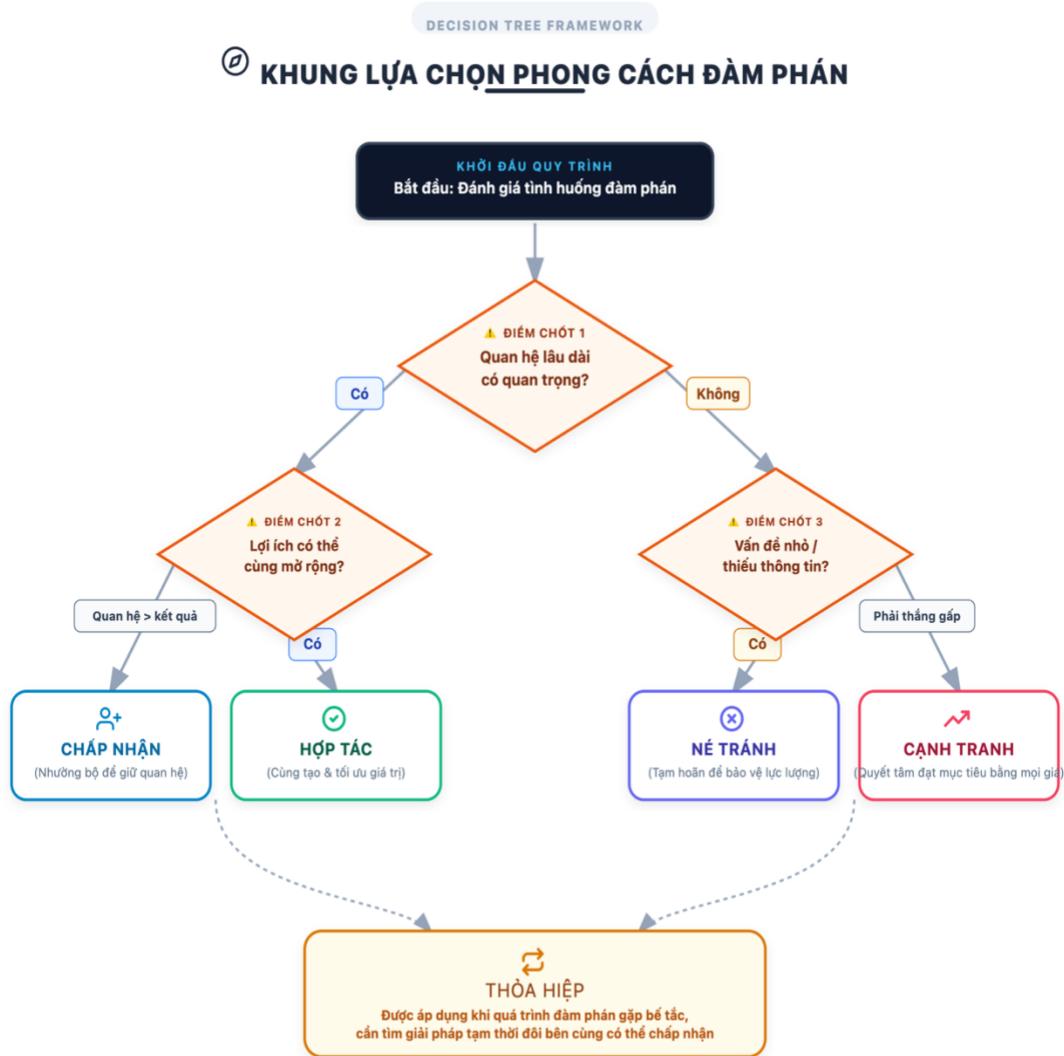 DECISION TREE FRAMEWORK
KHUNG LỰA CHỌN PHONG CÁCH ĐÀM PHÁN
KHỞI ĐẦU QUY TRÌNH
Bắt đầu: Đánh giá tình huống đàm phán
ĐIỂM CHỐT 1
Quan hệ lâu dài
có quan trọng?
Có
Không
ĐIỂM CHỐT 2
Lợi ích có thể
cùng mở rộng?
ĐIỂM CHỐT 3
Vấn đề nhỏ /
thiếu thông tin?
Quan hệ > kết quả
Có
Có
Phải thắng gấp
CHẤP NHẬN
(Nhường bộ để giữ quan hệ)
HỢP TÁC
(Cùng tạo & tối ưu giá trị)
NÉ TRÁNH
(Tạm hoãn để bảo vệ lực lượng)
CẠNH TRANH
(Quyết tâm đạt mục tiêu bằng mọi giá)
THỎA HIỆP
Được áp dụng khi quá trình đàm phán gặp bế tắc,
cần tìm giải pháp tạm thời đôi bên cùng có thể chấp nhận